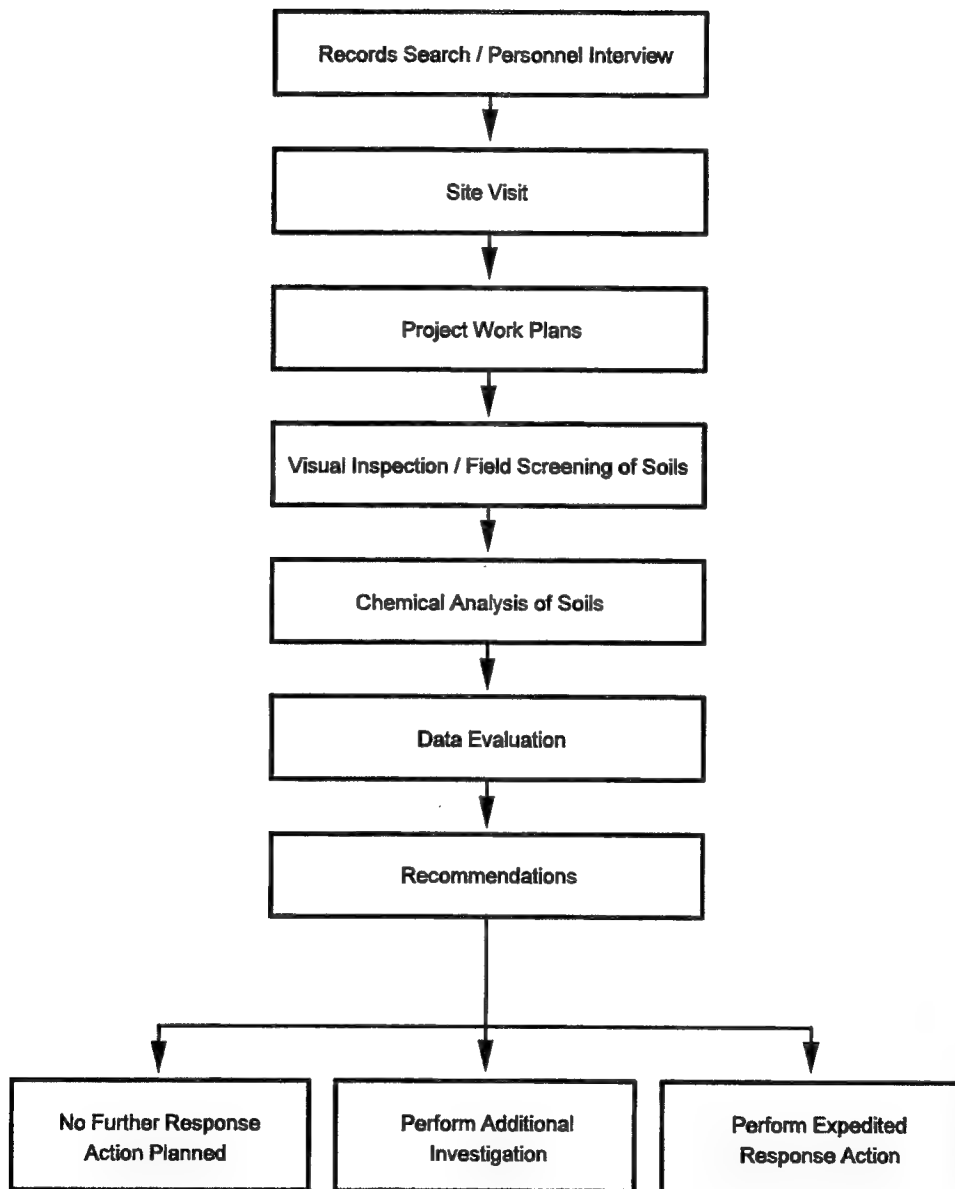 Records Search / Personnel Interview
Site Visit
Project Work Plans
Visual Inspection / Field Screening of Soils
Chemical Analysis of Soils
Data Evaluation
Recommendations
No Further Response
Action Planned
Perform Additional
Investigation
Perform Expedited
Response Action